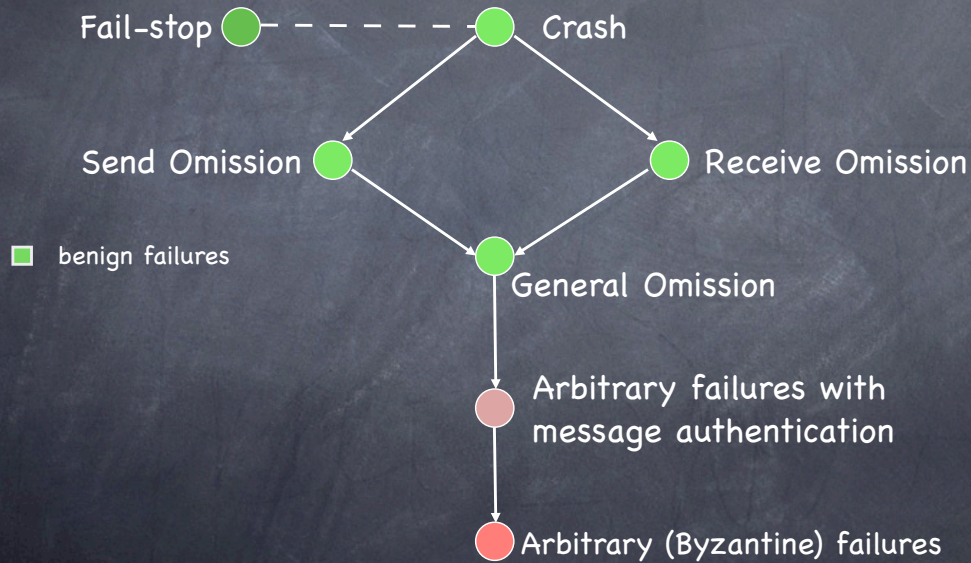 Fail-stop
Crash
Send Omission
Receive Omission
benign failures
General Omission
Arbitrary failures with
message authentication
Arbitrary (Byzantine) failures